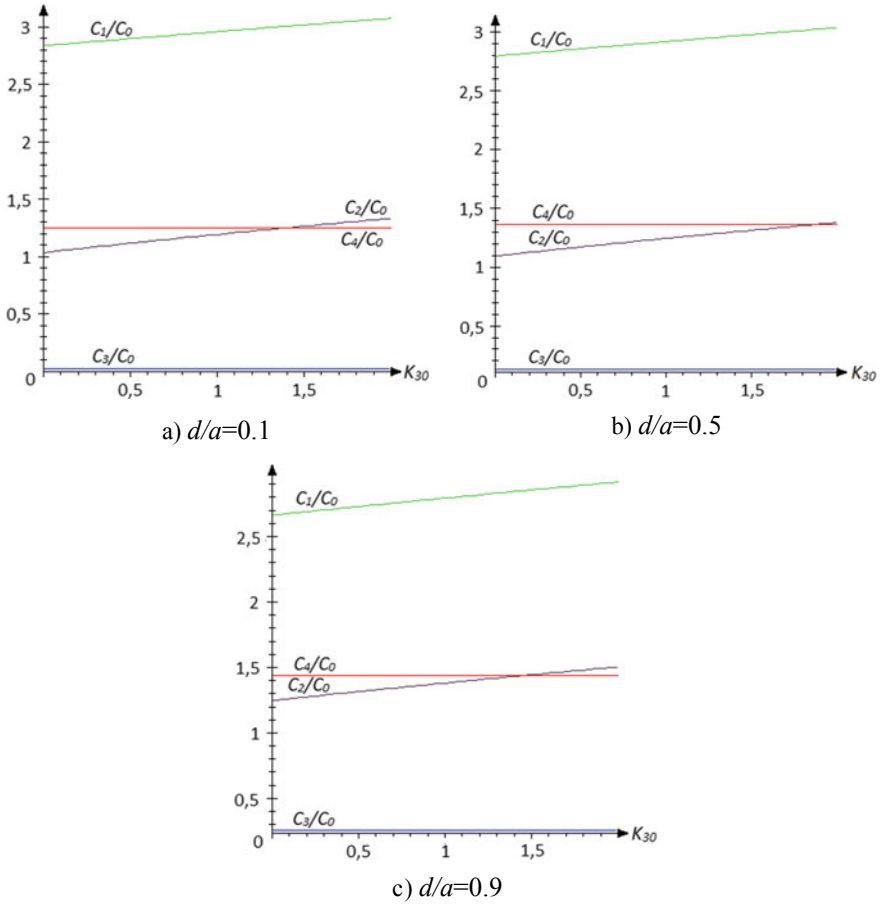 3
C₁/C₀
2,5
2
1,5
C₂/C₀
C₄/C₀
1
0,5
C₃/C₀
0
0,5
1
1,5
K₃₀
a) d/a=0.1
3
C₁/C₀
2,5
2
1,5
C₄/C₀
C₂/C₀
1
0,5
C₃/C₀
0
0,5
1
1,5
K₃₀
b) d/a=0.5
C₁/C₀
2,5
2
1,5
C₄/C₀
C₂/C₀
1
0,5
C₃/C₀
0
0,5
1
1,5
K₃₀
c) d/a=0.9